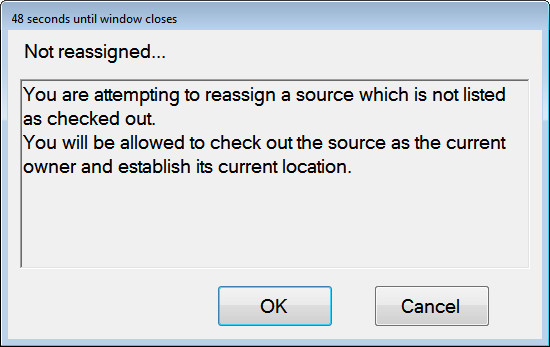 48 seconds until window closes
Not reassigned...
You are attempting to reassign a source which is not listed
as checked out.
You will be allowed to check out the source as the current
owner and establish its current location.
OK
Cancel